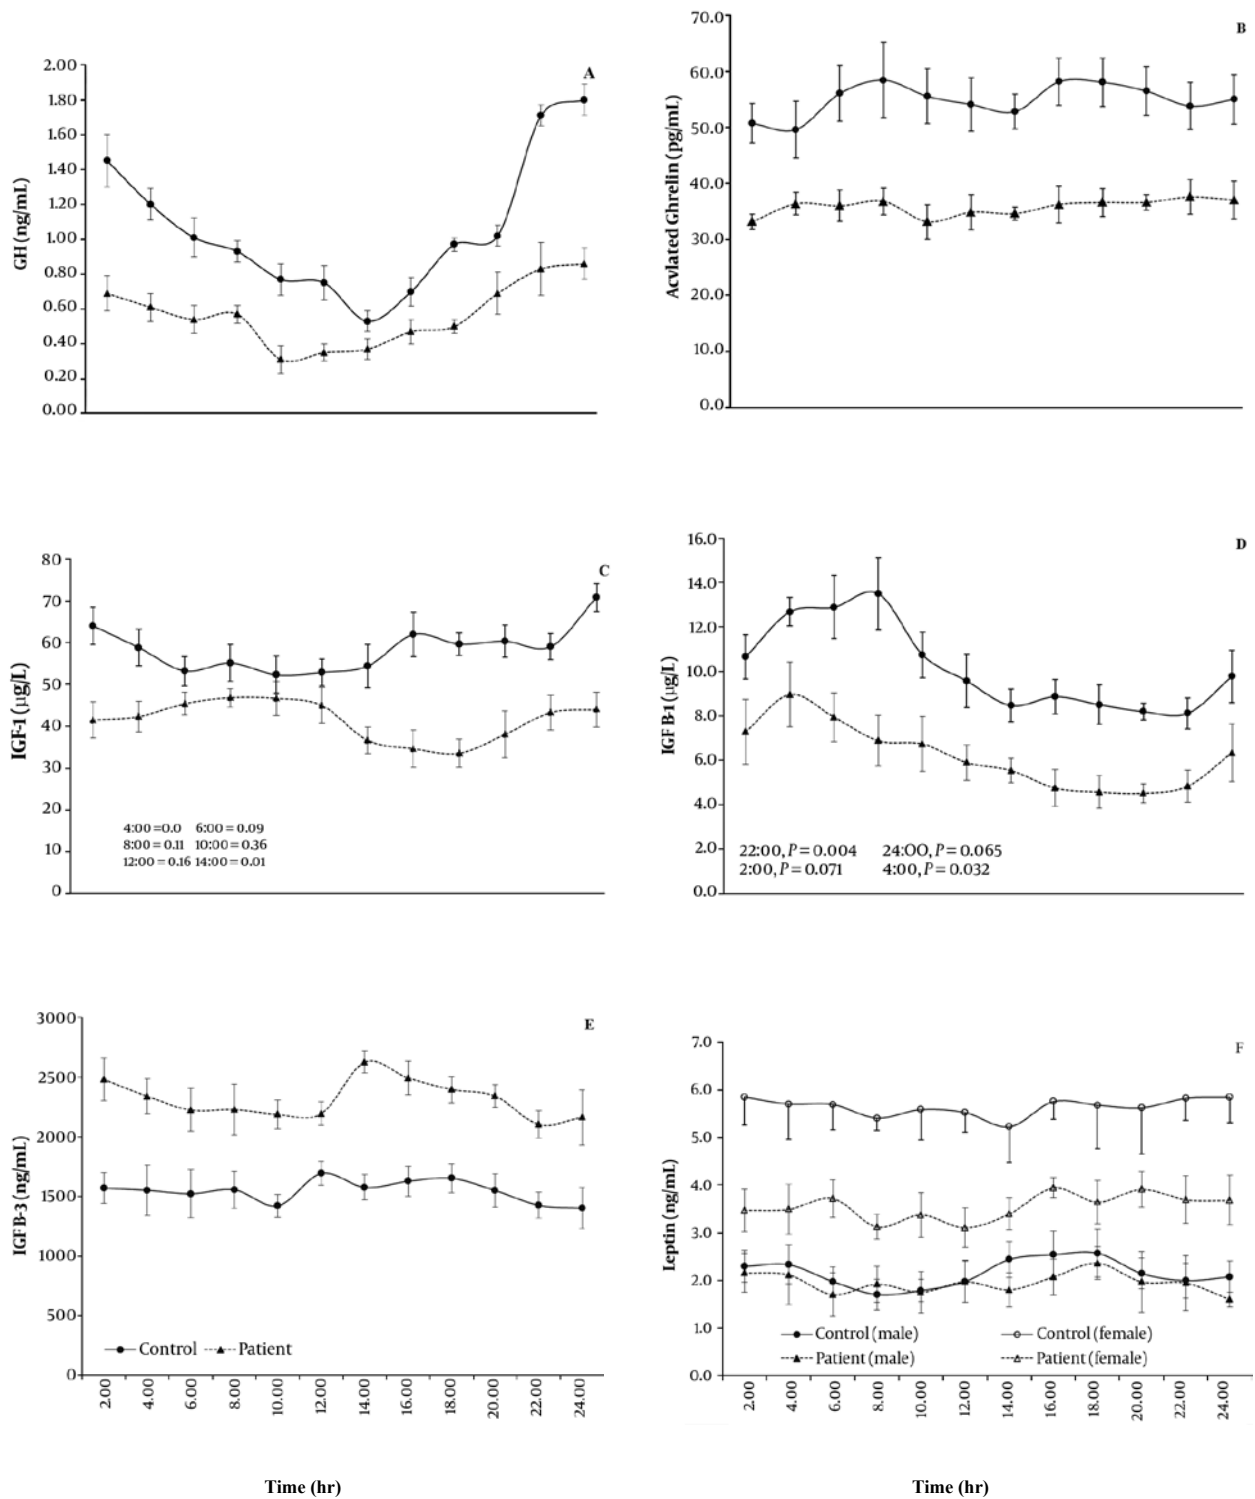 A
GH (ng/mL)
2.00
1.80
1.60
1.40
1.20
1.00
0.80
0.60
0.40
0.20
0.00
B
Acvlated Ghrelin (pg/mL)
70.0
60.0
50.0
40.0
30.0
20.0
10.0
0.0
C
IGF-1 (µg/L)
80
70
60
50
40
30
20
10
0
4:00 =0.0 6:00 = 0.09
8:00 = 0.11 10:00 = 0.36
12:00 = 0.16 14:00 = 0.01
D
IGF B-1 (µg/L)
16.0
14.0
12.0
10.0
8.0
6.0
4.0
2.0
0.0
22:00, P = 0.004 24:OO, P = 0.065
2:00, P = 0.071 4:00, P = 0.032
E
IGFB-3 (ng/mL)
3000
2500
2000
1500
1000
500
0
Control Patient
2.00 4.00 6.00 8.00 10.00 12.00 14.00 16.00 18.00 20.00 22.00 24.00
Time (hr)
F
Leptin (ng/mL)
7.0
6.0
5.0
4.0
3.0
2.0
1.0
0.0
Control (male) Control (female)
Patient (male) Patient (female)
2.00 4.00 6.00 8.00 10.00 12.00 14.00 16.00 18.00 20.00 22.00 24.00
Time (hr)